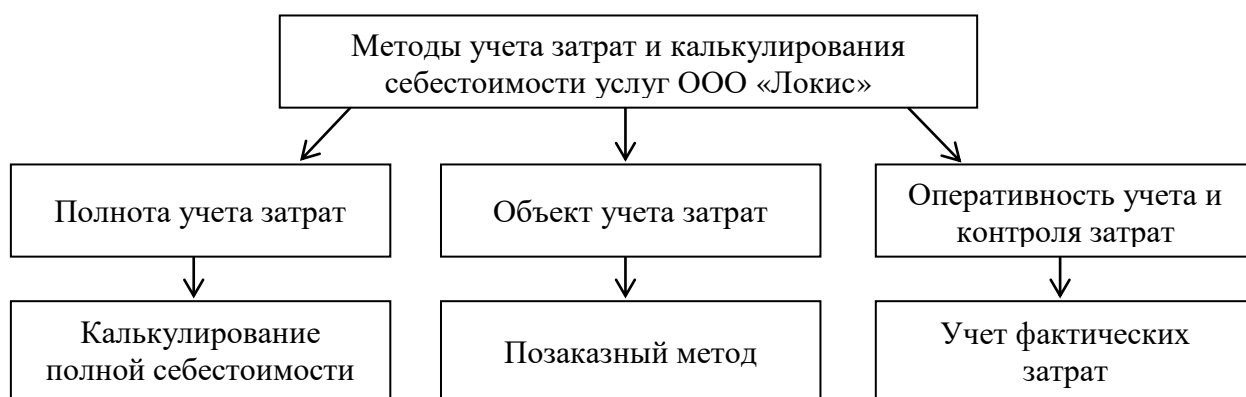 Методы учета затрат и калькулирования
себестоимости услуг ООО «Локис»
Полнота учета затрат
Объект учета затрат
Оперативность учета и
контроля затрат
Калькулирование
полной себестоимости
Позаказный метод
Учет фактических
затрат